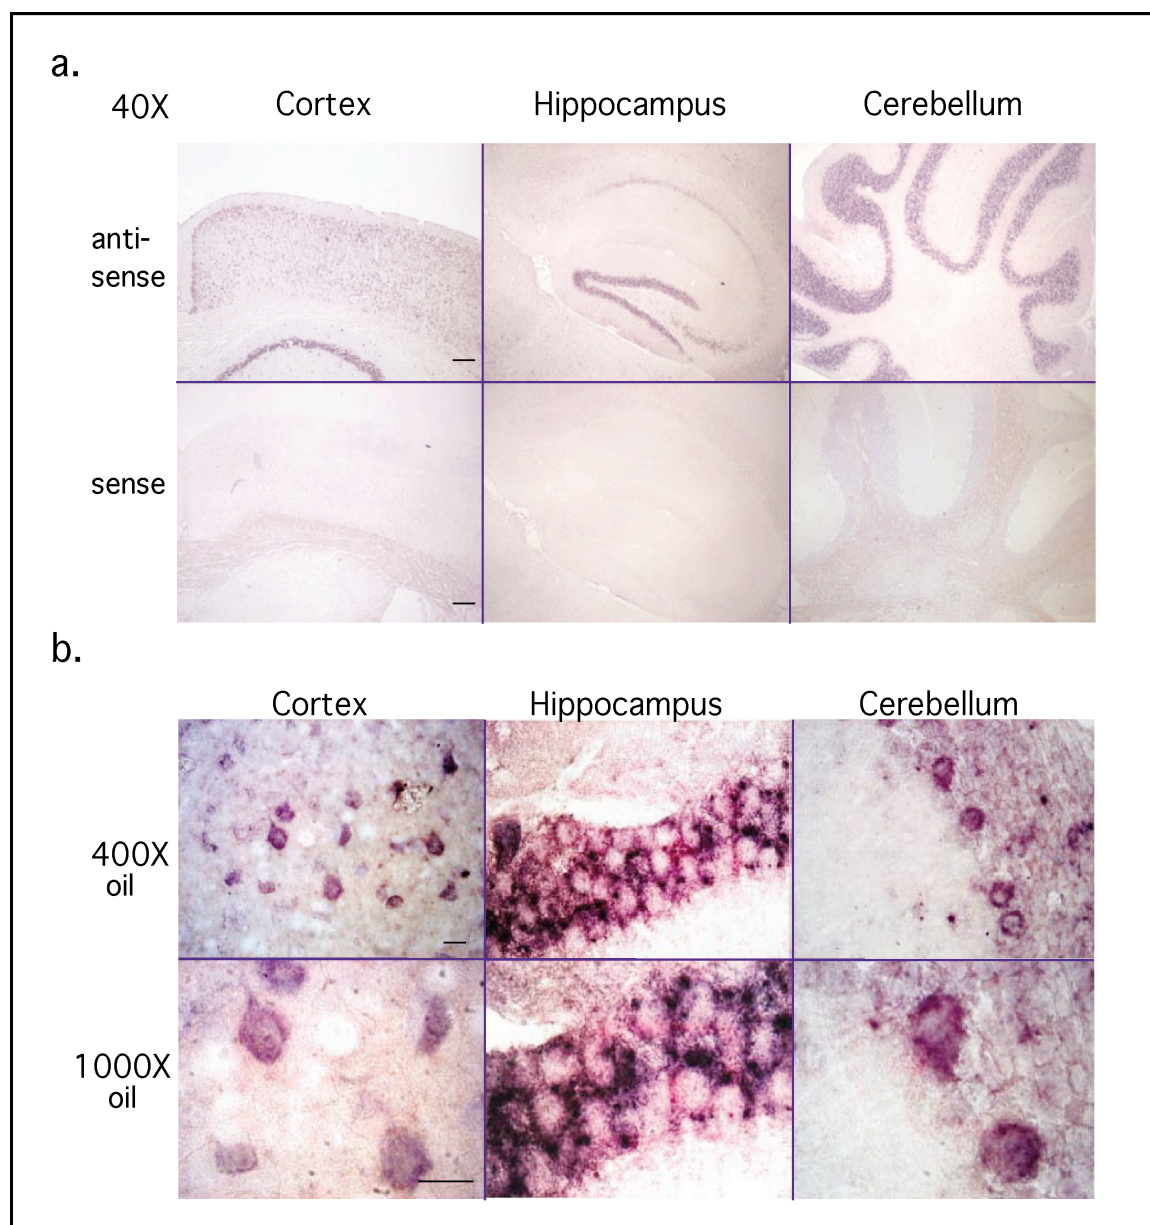 a.
40X Cortex Hippocampus Cerebellum
anti-
sense
sense
b.
Cortex Hippocampus Cerebellum
400X
oil
1000X
oil